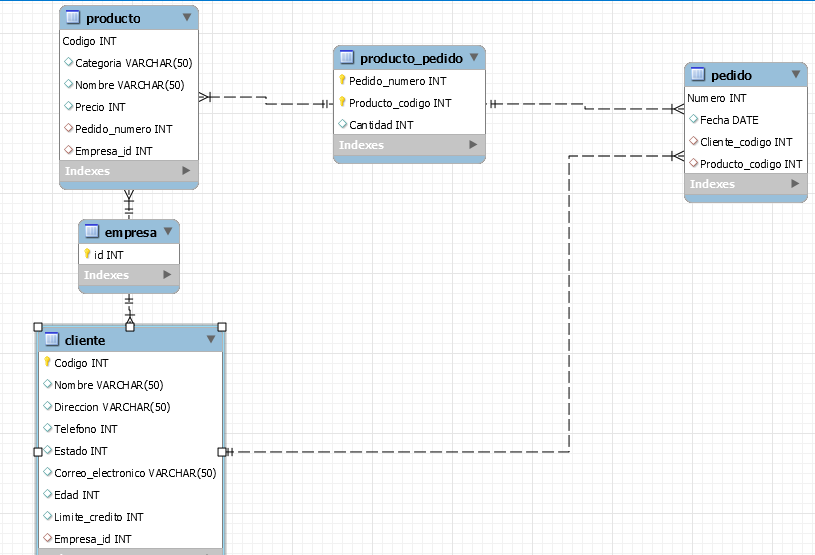 producto
Codigo INT
Categoria VARCHAR(50)
Nombre VARCHAR(50)
Precio INT
Pedido_numero INT
Empresa_id INT
Indexes
producto_pedido
Pedido_numero INT
Producto_codigo INT
Cantidad INT
Indexes
pedido
Numero INT
Fecha DATE
Cliente_codigo INT
Producto_codigo INT
Indexes
empresa
id INT
Indexes
cliente
Codigo INT
Nombre VARCHAR(50)
Direccion VARCHAR(50)
Telefono INT
Estado INT
Correo_electronico VARCHAR(50)
Edad INT
Limite_credito INT
Empresa_id INT